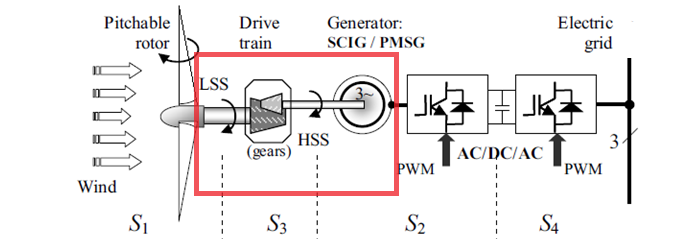 Pitchable
rotor
Drive
train
Generator:
SCIG / PMSG
Electric
grid
LSS
3~
HSS
(gears)
PWM
AC/DC/AC
PWM
3
Wind
S1
S3
S2
S4